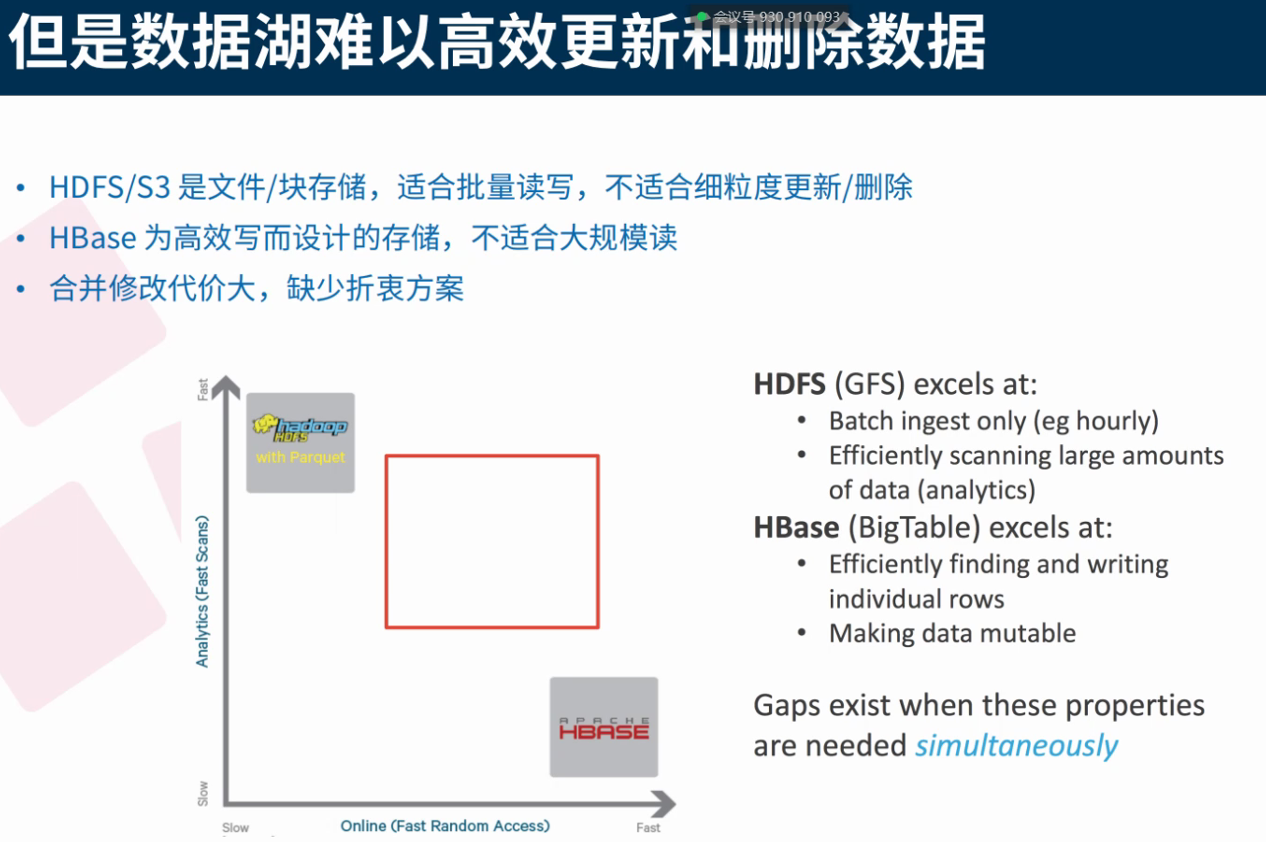 会议号 930 910 093
但是数据湖难以高效更新和删除数据
• HDFS/S3 是文件/块存储，适合批量读写，不适合细粒度更新/删除
• HBase 为高效写而设计的存储，不适合大规模读
• 合并修改代价大，缺少折衷方案
Fast
hadoop
HDFS
with Parquet
Analytics (Fast Scans)
APACHE
HBASE
Slow
Slow
Online (Fast Random Access)
Fast
HDFS (GFS) excels at:
• Batch ingest only (eg hourly)
• Efficiently scanning large amounts
of data (analytics)
HBase (BigTable) excels at:
• Efficiently finding and writing
individual rows
• Making data mutable
Gaps exist when these properties
are needed simultaneously